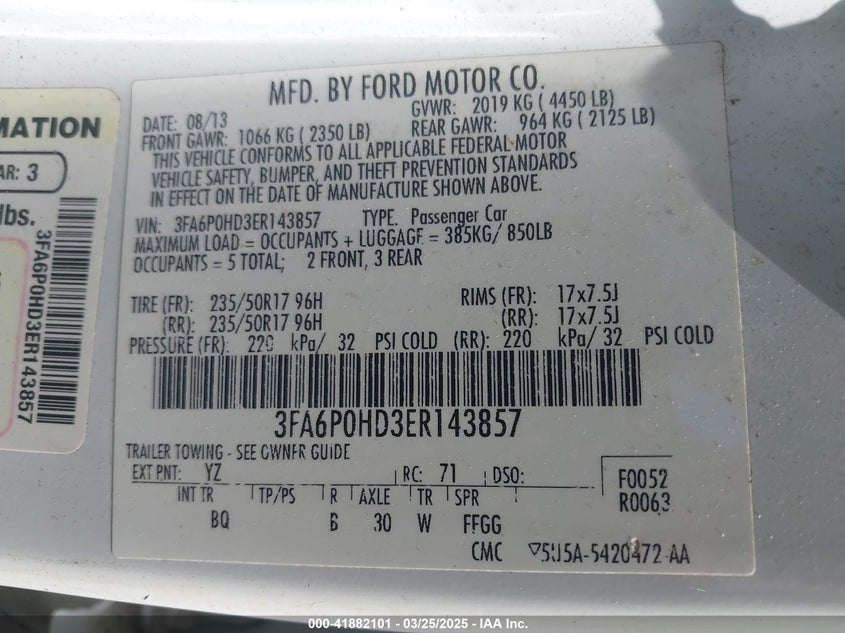 MATION
AR: 3
lbs.
3FA6P0HD3ER143857
MFD. BY FORD MOTOR CO.
DATE: 08/13 GVWR: 2019 KG ( 4450 LB)
FRONT GAWR: 1066 KG ( 2350 LB) REAR GAWR: 964 KG ( 2125 LB)
THIS VEHICLE CONFORMS TO ALL APPLICABLE FEDERAL MOTOR
VEHICLE SAFETY, BUMPER, AND THEFT PREVENTION STANDARDS
IN EFFECT ON THE DATE OF MANUFACTURE SHOWN ABOVE.
VIN: 3FA6P0HD3ER143857 TYPE. Passenger Car
MAXIMUM LOAD = OCCUPANTS + LUGGAGE = 385KG/ 850LB
OCCUPANTS = 5 TOTAL; 2 FRONT, 3 REAR
TIRE (FR): 235/50R17 96H RIMS (FR): 17x7.5J
(RR): 235/50R17 96H (RR): 17x7.5J
PRESSURE (FR): 220 kPa/ 32 PSI COLD (RR): 220 kPa/ 32 PSI COLD
3FA6P0HD3ER143857
TRAILER TOWING - SEE OWNER GUIDE
EXT PNT: YZ RC: 71 DSO: F0052
INT TR TP/PS R AXLE TR SPR R0063
BQ 6 30 W FFGG
CMC 5U5A-5420472-AA
000-41882101 - 03/25/2025 - IAA Inc.